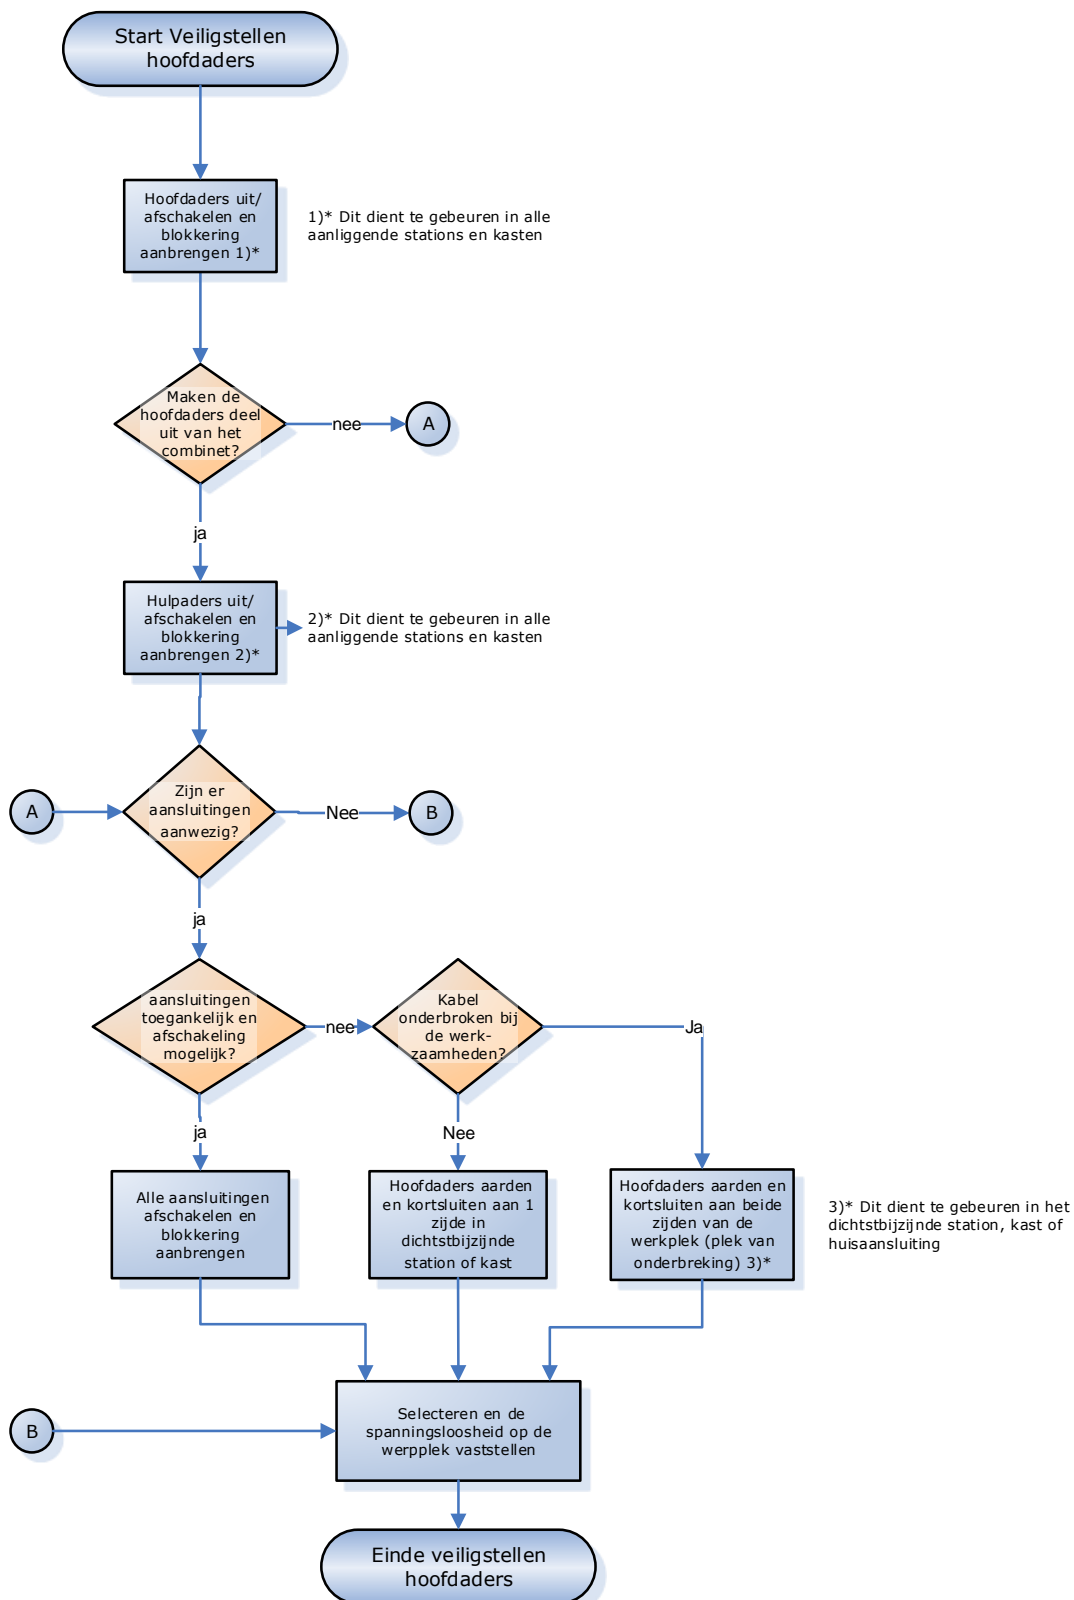 Start Veiligstellen
hoofdaders
Hoofdaders uit/
afschakelen en
blokkering
aanbrengen 1)*
1)* Dit dient te gebeuren in alle
aanliggende stations en kasten
Maken de
hoofdaders deel
uit van het
combinet?
nee
A
ja
Hulpaders uit/
afschakelen en
blokkering
aanbrengen 2)*
2)* Dit dient te gebeuren in alle
aanliggende stations en kasten
A
Zijn er
aansluitingen
aanwezig?
Nee
B
ja
aansluitingen
toegankelijk en
afschakeling
mogelijk?
nee
Kabel
onderbroken bij
de werk-
zaamheden?
Ja
ja
Nee
Alle aansluitingen
afschakelen en
blokkering
aanbrengen
Hoofdaders aarden
en kortsluiten aan 1
zijde in
dichtstbijzijnde
station of kast
Hoofdaders aarden en
kortsluiten aan beide
zijden van de
werkplek (plek van
onderbreking) 3)*
3)* Dit dient te gebeuren in het
dichtstbijzijnde station, kast of
huisaansluiting
B
Selecteren en de
spanningsloosheid op de
werpplek vaststellen
Einde veiligstellen
hoofdaders